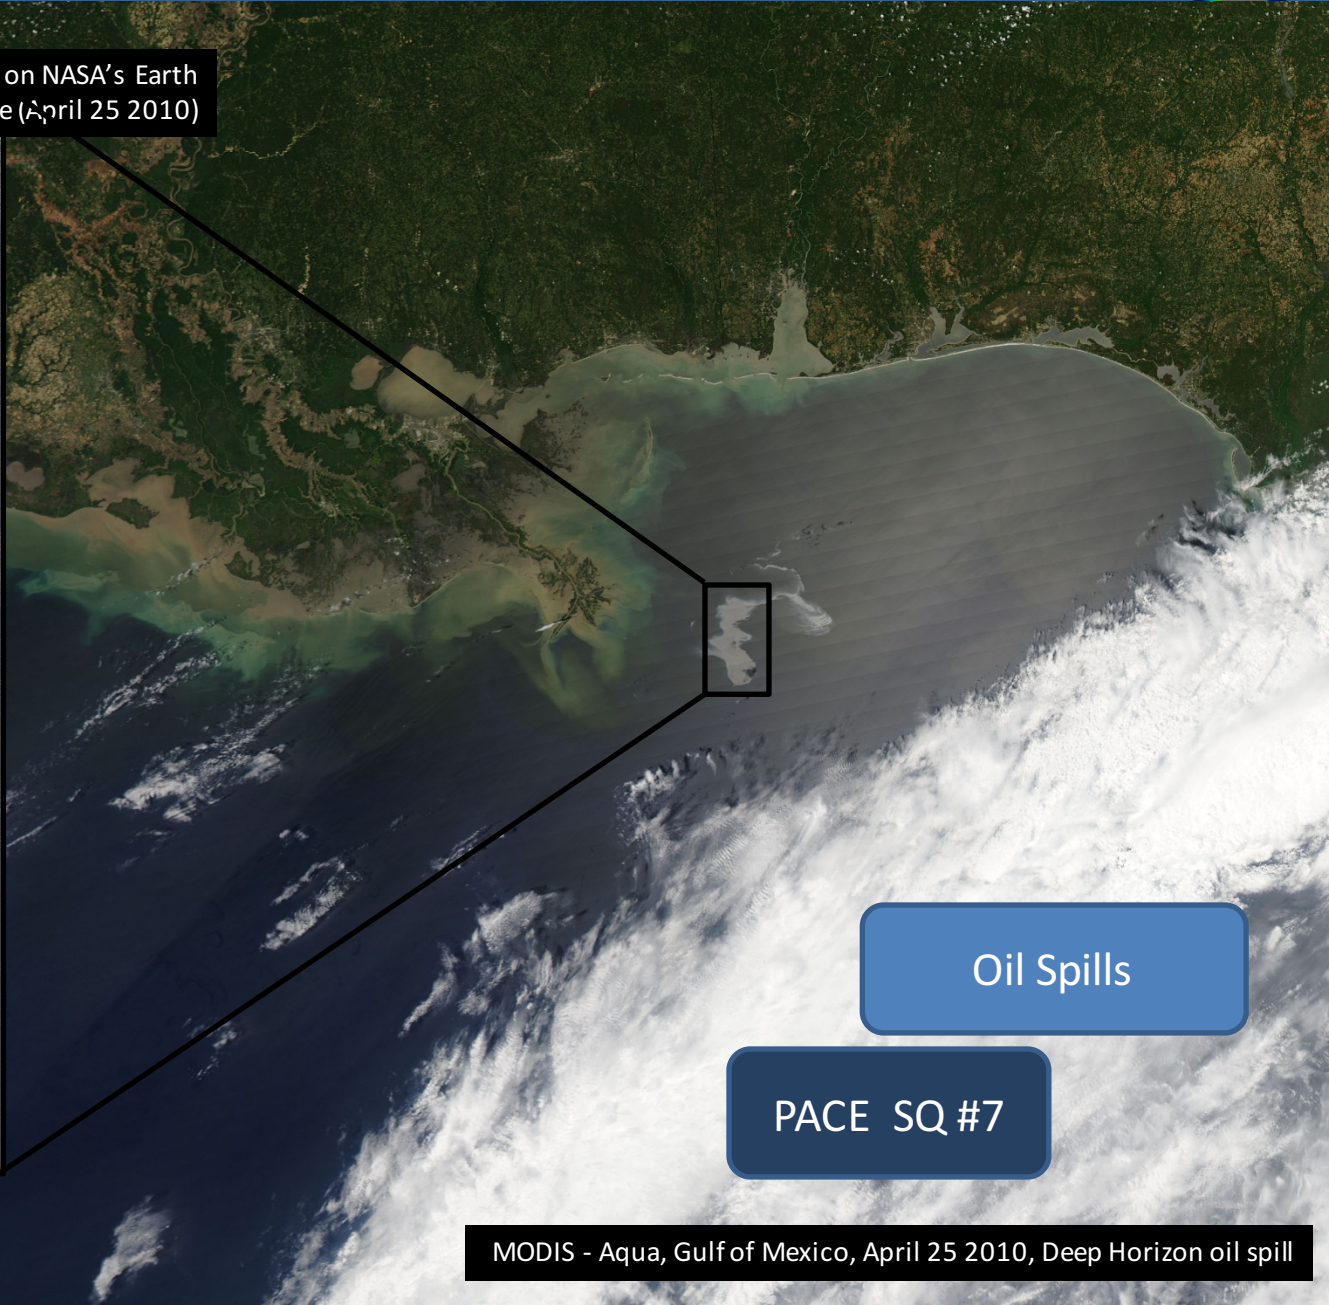 on NASA's Earth
e (April 25 2010)
Oil Spills
PACE SQ #7
MODIS - Aqua, Gulf of Mexico, April 25 2010, Deep Horizon oil spill